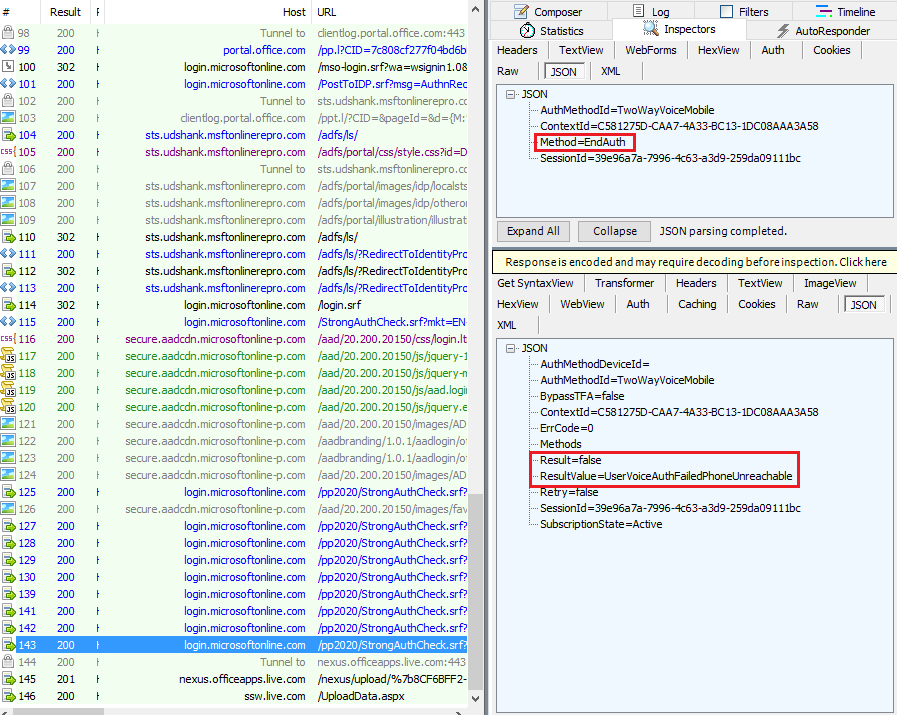 # Result F Host URL
98 200 H Tunnel to clientlog.portal.office.com:443
99 200 H portal.office.com /pp.l?CID=7c808cf277f04bd6b
100 302 H login.microsoftonline.com /mso-login.srf?wa=wsignin1.0&
101 200 H login.microsoftonline.com /PostToIDP.srf?msg=AuthnReq
102 200 H Tunnel to sts.udshank.msftonlinerepro.com
103 200 H clientlog.portal.office.com /ppt.l/?CID=&pageId=&d={M:
104 200 H sts.udshank.msftonlinerepro.com /adfs/ls/
105 200 H sts.udshank.msftonlinerepro.com /adfs/portal/css/style.css?id=D
106 200 H Tunnel to sts.udshank.msftonlinerepro.com
107 200 H sts.udshank.msftonlinerepro.com /adfs/portal/images/idp/localsts
108 200 H sts.udshank.msftonlinerepro.com /adfs/portal/images/idp/otheror
109 200 H sts.udshank.msftonlinerepro.com /adfs/portal/illustration/illustra
110 302 H sts.udshank.msftonlinerepro.com /adfs/ls/
111 200 H sts.udshank.msftonlinerepro.com /adfs/ls/?RedirectToIdentityPro
112 302 H sts.udshank.msftonlinerepro.com /adfs/ls/?RedirectToIdentityPro
113 200 H sts.udshank.msftonlinerepro.com /adfs/ls/?RedirectToIdentityPro
114 302 H login.microsoftonline.com /login.srf
115 200 H login.microsoftonline.com /StrongAuthCheck.srf?mkt=EN-
116 200 H secure.aadcdn.microsoftonline-p.com /aad/20.200.20150/css/login.lt
117 200 H secure.aadcdn.microsoftonline-p.com /aad/20.200.20150/js/jquery-1
118 200 H secure.aadcdn.microsoftonline-p.com /aad/20.200.20150/js/jquery.m
119 200 H secure.aadcdn.microsoftonline-p.com /aad/20.200.20150/js/aad.login
120 200 H secure.aadcdn.microsoftonline-p.com /aad/20.200.20150/js/jquery.e
121 200 H secure.aadcdn.microsoftonline-p.com /aad/20.200.20150/images/AD
122 200 H secure.aadcdn.microsoftonline-p.com /aadbranding/1.0.1/aadlogin/o
123 200 H secure.aadcdn.microsoftonline-p.com /aadbranding/1.0.1/aadlogin/o
124 200 H secure.aadcdn.microsoftonline-p.com /aad/20.200.20150/images/AD
125 200 H login.microsoftonline.com /pp2020/StrongAuthCheck.srf?
126 200 H secure.aadcdn.microsoftonline-p.com /aad/20.200.20150/images/fav
127 200 H login.microsoftonline.com /pp2020/StrongAuthCheck.srf?
128 200 H login.microsoftonline.com /pp2020/StrongAuthCheck.srf?
129 200 H login.microsoftonline.com /pp2020/StrongAuthCheck.srf?
130 200 H login.microsoftonline.com /pp2020/StrongAuthCheck.srf?
139 200 H login.microsoftonline.com /pp2020/StrongAuthCheck.srf?
141 200 H login.microsoftonline.com /pp2020/StrongAuthCheck.srf?
142 200 H login.microsoftonline.com /pp2020/StrongAuthCheck.srf?
143 200 H login.microsoftonline.com /pp2020/StrongAuthCheck.srf?
144 200 H Tunnel to nexus.officeapps.live.com:443
145 201 H nexus.officeapps.live.com /nexus/upload/%7b8CF6BFF2-
146 200 H ssw.live.com /UploadData.aspx
Composer Log Filters Timeline
Statistics Inspectors AutoResponder
Headers TextView WebForms HexView Auth Cookies
Raw JSON XML
JSON
AuthMethodId=TwoWayVoiceMobile
ContextId=C581275D-CAA7-4A33-BC13-1DC08AAA3A58
Method=EndAuth
SessionId=39e96a7a-7996-4c63-a3d9-259da09111bc
Expand All Collapse JSON parsing completed.
Response is encoded and may require decoding before inspection. Click here
Get SyntaxView Transformer Headers TextView ImageView
HexView WebView Auth Caching Cookies Raw JSON
XML
JSON
AuthMethodDeviceId=
AuthMethodId=TwoWayVoiceMobile
BypassTFA=false
ContextId=C581275D-CAA7-4A33-BC13-1DC08AAA3A58
ErrCode=0
Methods
Result=false
ResultValue=UserVoiceAuthFailedPhoneUnreachable
Retry=false
SessionId=39e96a7a-7996-4c63-a3d9-259da09111bc
SubscriptionState=Active